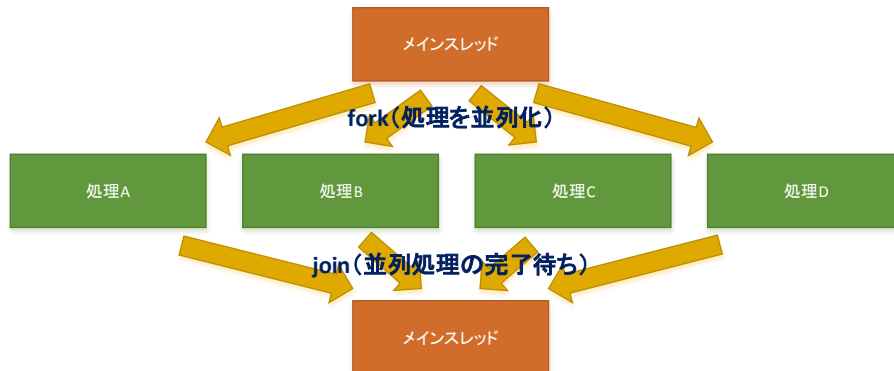 メインスレッド
fork(処理を並列化)
処理A
処理B
処理C
処理D
join(並列処理の完了待ち)
メインスレッド